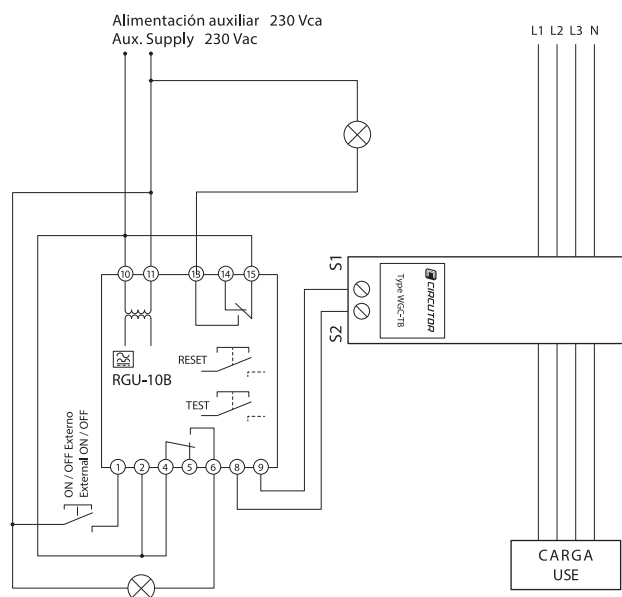 Alimentación auxiliar 230 Vca
Aux. Supply 230 Vac
L1 L2 L3 N
S1
S2
CIRCUTOR
Type WGC-TB
10 11 13 14 15
RGU-10B
RESET
TEST
ON / OFF Externo
External ON / OFF
1 2 4 5 6 8 9
CARGA
USE